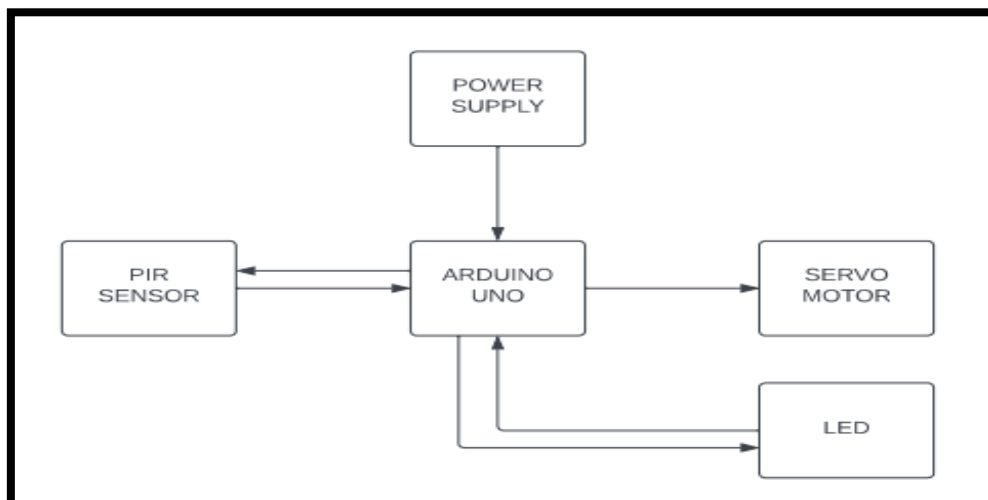 POWER
SUPPLY
PIR
SENSOR
ARDUINO
UNO
SERVO
MOTOR
LED